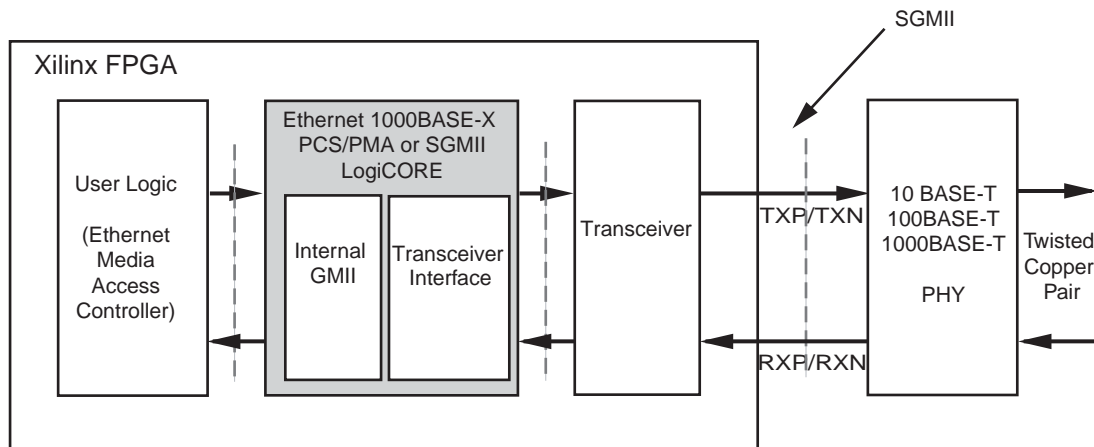 SGMII
Xilinx FPGA
User Logic
(Ethernet
Media
Access
Controller)
Ethernet 1000BASE-X
PCS/PMA or SGMII
LogiCORE
Internal
GMII
Transceiver
Interface
Transceiver
TXP/TXN
RXP/RXN
10 BASE-T
100BASE-T
1000BASE-T
PHY
Twisted
Copper
Pair